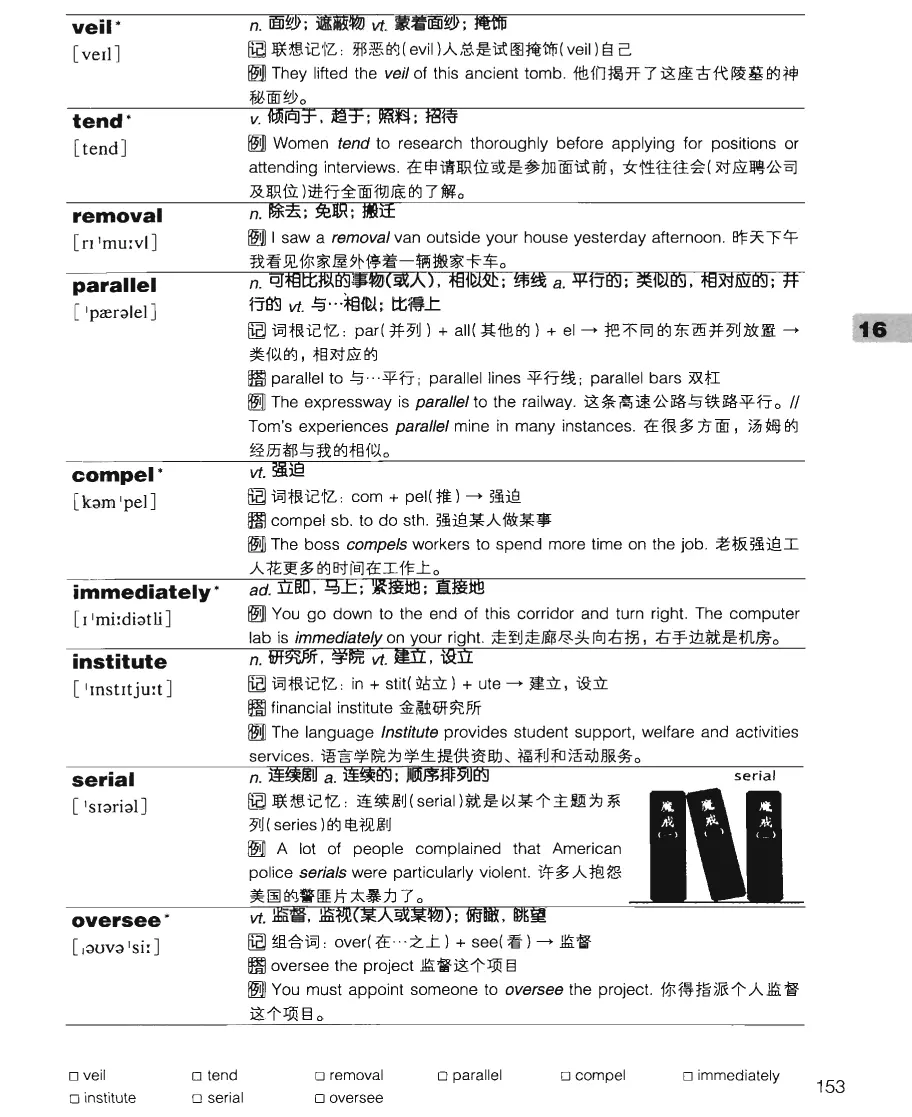 veil* n. 面纱；遮蔽物 vt. 蒙着面纱；掩饰
[veɪl] [记] 联想记忆：邪恶的(evil)人总是试图掩饰(veil)自己
[例] They lifted the veil of this ancient tomb. 他们揭开了这座古代陵墓的神
秘面纱。
tend* v. 倾向于，趋于；照料；招待
[tend] [例] Women tend to research thoroughly before applying for positions or
attending interviews. 在申请职位或是参加面试前，女性往往会(对应聘公司
及职位)进行全面彻底的了解。
removal n. 除去；免职；搬迁
[rɪˈmuːvl] [例] I saw a removal van outside your house yesterday afternoon. 昨天下午
我看见你家屋外停着一辆搬家卡车。
parallel n. 可相比拟的事物(或人)，相似处；纬线 a. 平行的；类似的，相对应的；并
[ˈpærəlel] 行的 vt. 与…相似；比得上
[记] 词根记忆：par(并列) + all(其他的) + el → 把不同的东西并列放置 →
类似的，相对应的
[搭] parallel to 与…平行；parallel lines 平行线；parallel bars 双杠
[例] The expressway is parallel to the railway. 这条高速公路与铁路平行。//
Tom's experiences parallel mine in many instances. 在很多方面，汤姆的
经历都与我的相似。
16
compel* vt. 强迫
[kəmˈpel] [记] 词根记忆：com + pel(推) → 强迫
[搭] compel sb. to do sth. 强迫某人做某事
[例] The boss compels workers to spend more time on the job. 老板强迫工
人花更多的时间在工作上。
immediately* ad. 立即，马上；紧接地；直接地
[ɪˈmiːdiətli] [例] You go down to the end of this corridor and turn right. The computer
lab is immediately on your right. 走到走廊尽头向右拐，右手边就是机房。
institute n. 研究所，学院 vt. 建立，设立
[ˈɪnstɪtjuːt] [记] 词根记忆：in + stit(站立) + ute → 建立，设立
[搭] financial institute 金融研究所
[例] The language Institute provides student support, welfare and activities
services. 语言学院为学生提供资助、福利和活动服务。
serial n. 连续剧 a. 连续的；顺序排列的
[ˈsɪəriəl] [记] 联想记忆：连续剧(serial)就是以某个主题为系
列(series)的电视剧
[例] A lot of people complained that American
police serials were particularly violent. 许多人抱怨
美国的警匪片太暴力了。
serial
魔戒(一) 魔戒(二) 魔戒(三)
oversee* vt. 监督，监视(某人或某物)；俯瞰，眺望
[ˌəʊvəˈsiː] [记] 组合词：over(在…之上) + see(看) → 监督
[搭] oversee the project 监督这个项目
[例] You must appoint someone to oversee the project. 你得指派个人监督
这个项目。
□ veil □ tend □ removal □ parallel □ compel □ immediately
□ institute □ serial □ oversee
153